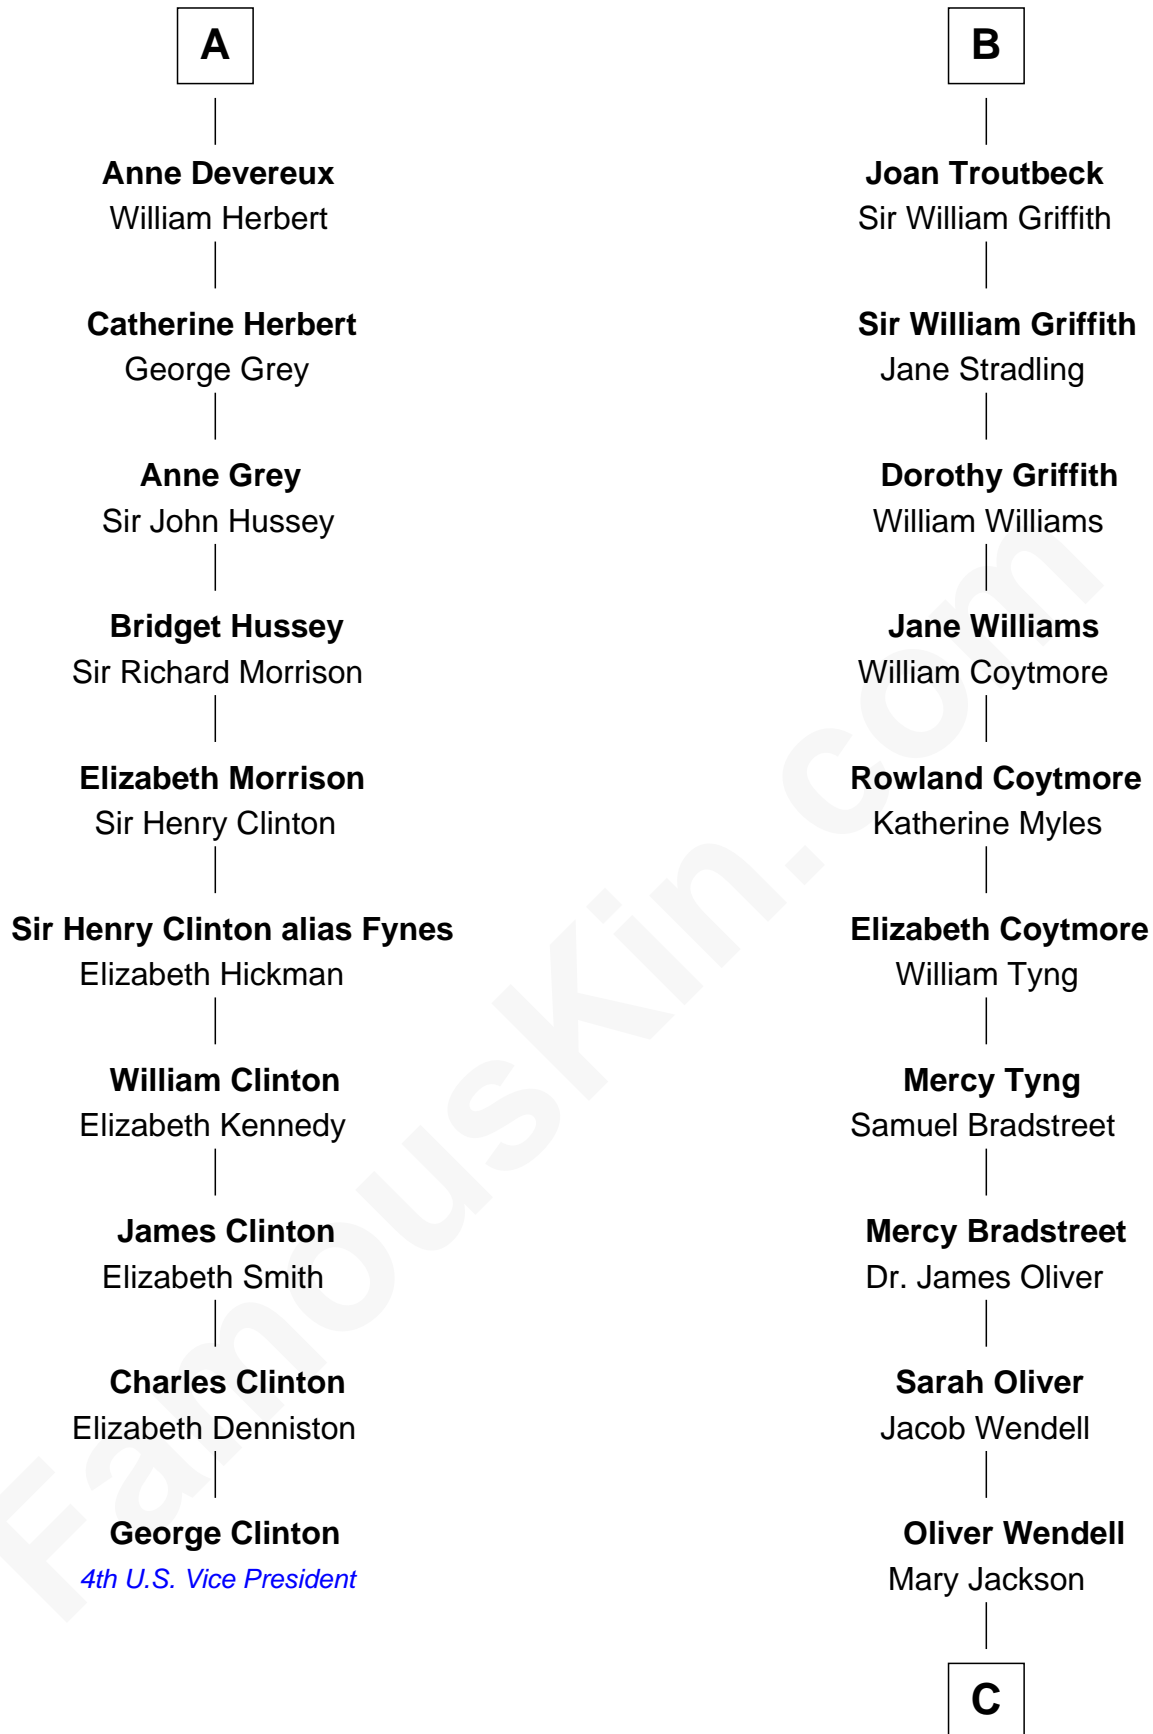 A
Anne Devereux
William Herbert
Catherine Herbert
George Grey
Anne Grey
Sir John Hussey
Bridget Hussey
Sir Richard Morrison
Elizabeth Morrison
Sir Henry Clinton
Sir Henry Clinton alias Fynes
Elizabeth Hickman
William Clinton
Elizabeth Kennedy
James Clinton
Elizabeth Smith
Charles Clinton
Elizabeth Denniston
George Clinton
4th U.S. Vice President
B
Joan Troutbeck
Sir William Griffith
Sir William Griffith
Jane Stradling
Dorothy Griffith
William Williams
Jane Williams
William Coytmore
Rowland Coytmore
Katherine Myles
Elizabeth Coytmore
William Tyng
Mercy Tyng
Samuel Bradstreet
Mercy Bradstreet
Dr. James Oliver
Sarah Oliver
Jacob Wendell
Oliver Wendell
Mary Jackson
C
FamousKin.com